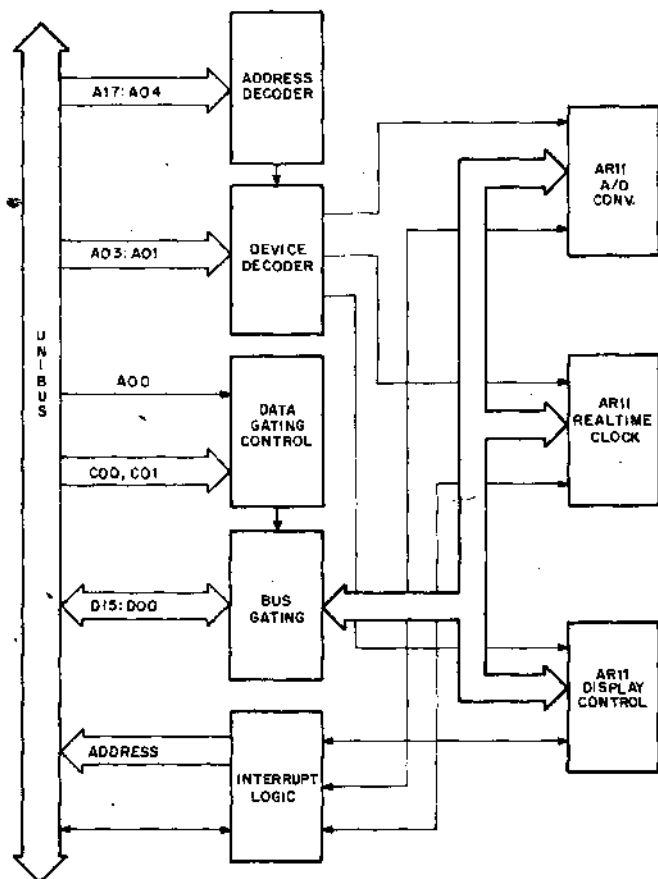 UNIBUS
A17:A04
ADDRESS
DECODER
A03:A01
DEVICE
DECODER
A00
C00, C01
DATA
GATING
CONTROL
D15:D00
BUS
GATING
ADDRESS
INTERRUPT
LOGIC
AR11
A/D
CONV.
AR11
REALTIME
CLOCK
AR11
DISPLAY
CONTROL